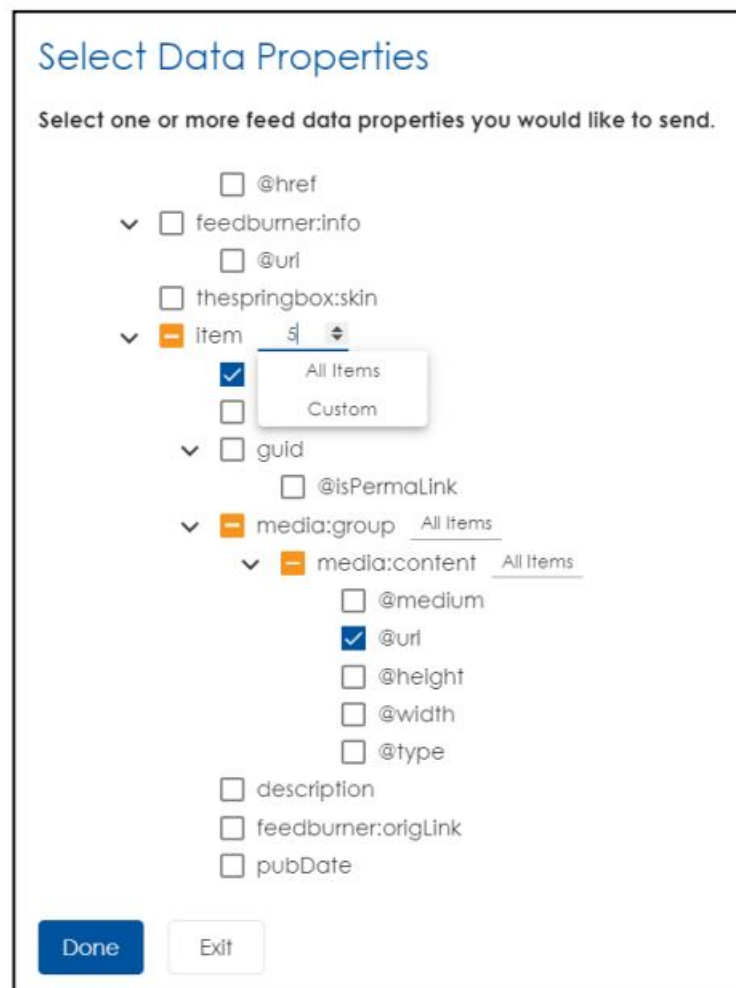 Select Data Properties
Select one or more feed data properties you would like to send.
@href
feedburner:info
@url
thespringbox:skin
item 5
All Items
Custom
guid
@isPermaLink
media:group All Items
media:content All Items
@medium
@url
@height
@width
@type
description
feedburner:origLink
pubDate
Done Exit